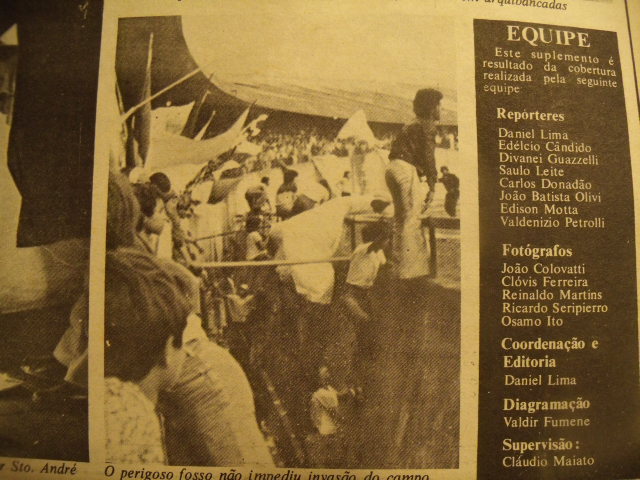 arquibancadas
EQUIPE
Este suplemento é
resultado da cobertura
realizada pela seguinte
equipe
Repórteres
Daniel Lima
Edélcio Cândido
Divanei Guazzelli
Saulo Leite
Carlos Donadão
João Batista Olivi
Edison Motta
Valdenizio Petrolli
Fotógrafos
João Colovatti
Clóvis Ferreira
Reinaldo Martins
Ricardo Seripierro
Osamo Ito
Coordenação e
Editoria
Daniel Lima
Diagramação
Valdir Fumene
Supervisão:
Cláudio Maiato
r Sto. André
O perigoso fosso não impediu invasão do campo